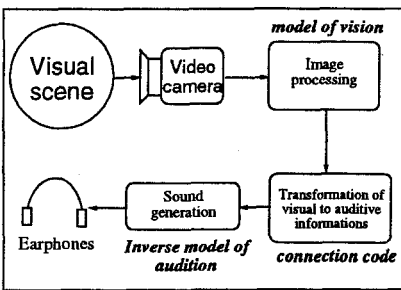 model of vision
Visual
scene
Video
camera
Image
processing
Transformation of
visual to auditive
informations
connection code
Sound
generation
Inverse model of
audition
Earphones